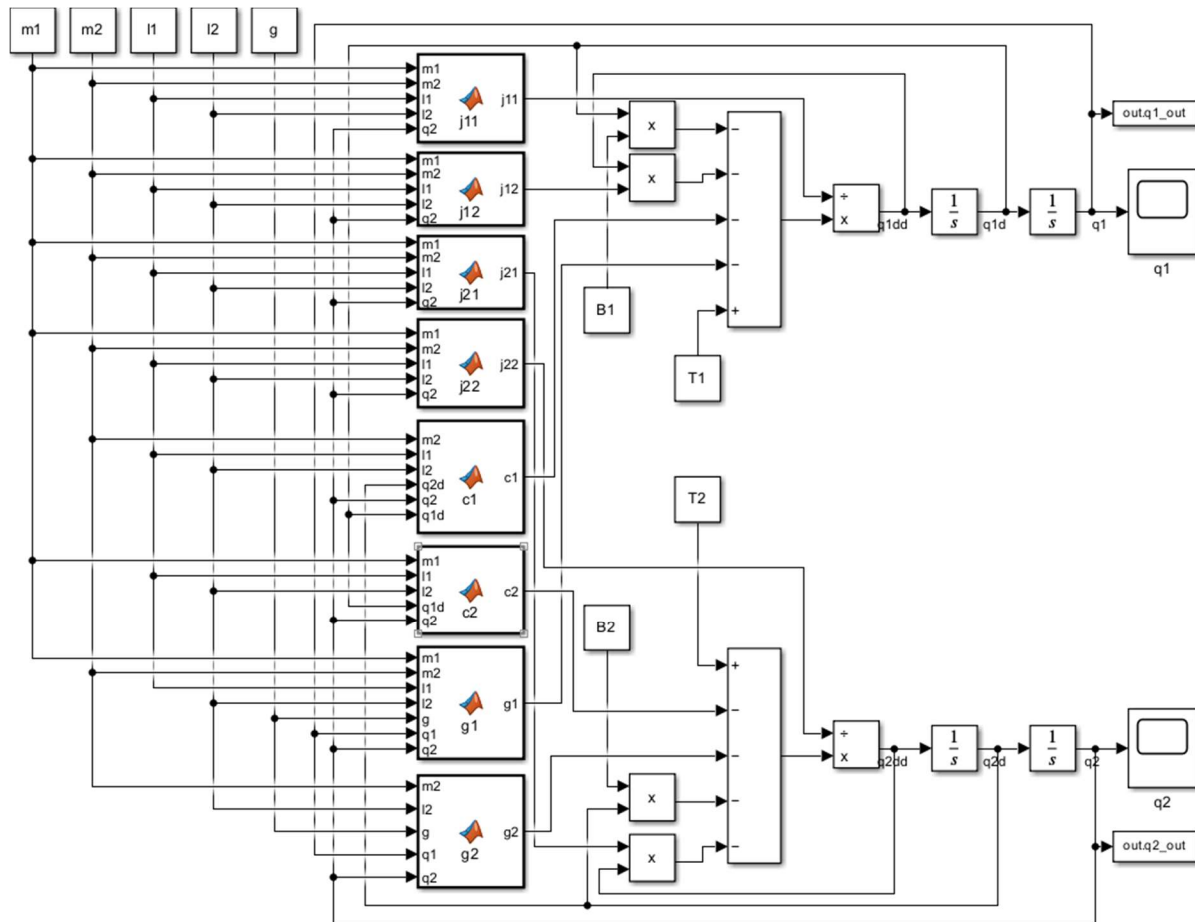 m1 m2 l1 l2 g
m1
m2
l1
l2
q2
j11
j11
m1
m2
l1
l2
q2
j12
j12
m1
m2
l1
l2
q2
j21
j21
m1
m2
l1
l2
q2
j22
j22
m2
l1
l2
q2d
q2
q1d
c1
c1
m1
l1
l2
q1d
q2
c2
c2
m1
m2
l1
l2
g
q1
q2
g1
g1
m2
l2
g
q1
q2
g2
g2
x
x
B1
T1
−
−
−
−
+
÷
x
q1dd
1
s
q1d
1
s
q1
out.q1_out
q1
T2
B2
x
x
+
−
−
−
−
÷
x
q2dd
1
s
q2d
1
s
q2
q2
out.q2_out